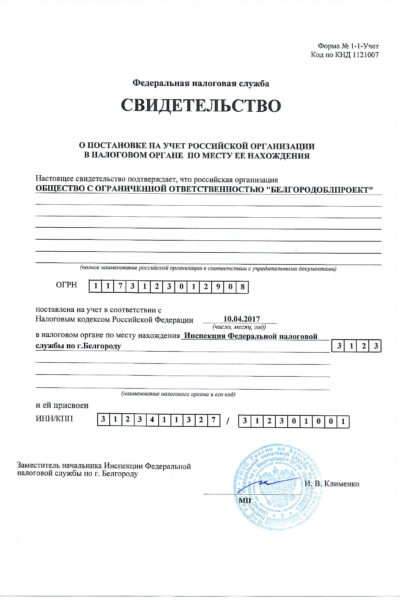 Форма № 1-1-Учет
Код по КНД 1121007
Федеральная налоговая служба
СВИДЕТЕЛЬСТВО
О ПОСТАНОВКЕ НА УЧЕТ РОССИЙСКОЙ ОРГАНИЗАЦИИ
В НАЛОГОВОМ ОРГАНЕ ПО МЕСТУ ЕЕ НАХОЖДЕНИЯ
Настоящее свидетельство подтверждает, что российская организация
ОБЩЕСТВО С ОГРАНИЧЕННОЙ ОТВЕТСТВЕННОСТЬЮ "БЕЛГОРОДОБЛПРОЕКТ"
(полное наименование российской организации в соответствии с учредительными документами)
ОГРН 1 1 7 3 1 2 3 0 1 2 9 0 8
поставлена на учет в соответствии с
Налоговым кодексом Российской Федерации 10.04.2017
(число, месяц, год)
в налоговом органе по месту нахождения Инспекция Федеральной налоговой
службы по г.Белгороду 3 1 2 3
(наименование налогового органа и его код)
и ей присвоен
ИНН/КПП 3 1 2 3 4 1 1 3 2 7 / 3 1 2 3 0 1 0 0 1
Заместитель начальника Инспекции Федеральной
налоговой службы по г. Белгороду
И. В. Клименко
МП